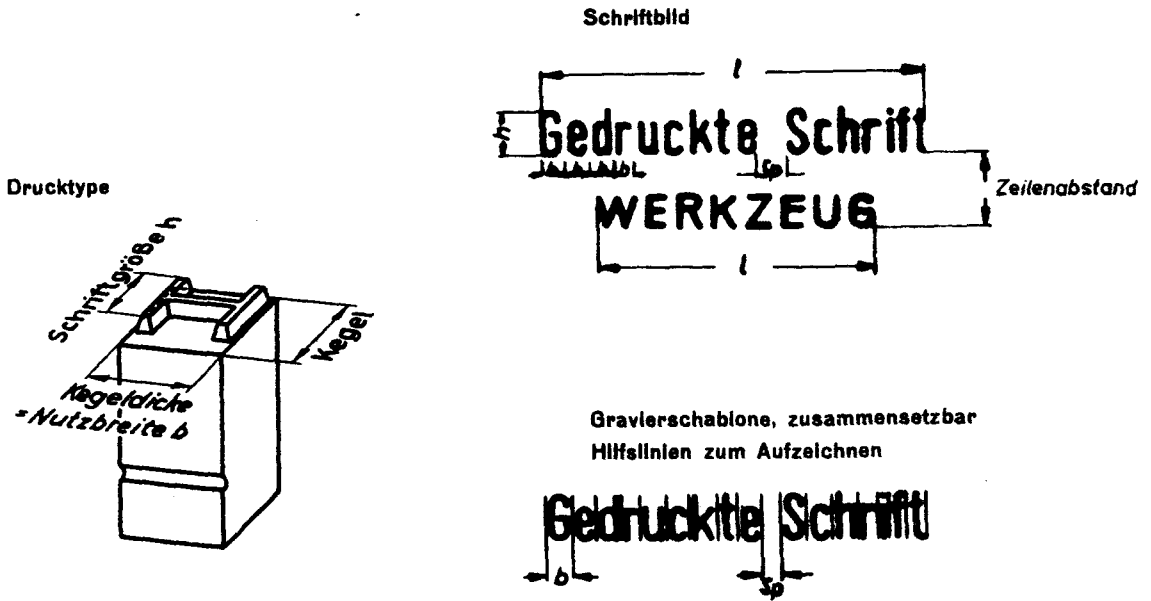 Schriftbild
l
h
Gedruckte Schrift
b
Sp
Zeilenabstand
WERKZEUG
l
Drucktype
Schriftgröße h
Kegel
Kegeldicke
= Nutzbreite b
Gravierschablone, zusammensetzbar
Hilfslinien zum Aufzeichnen
Gedruckte Schrift
b
Sp